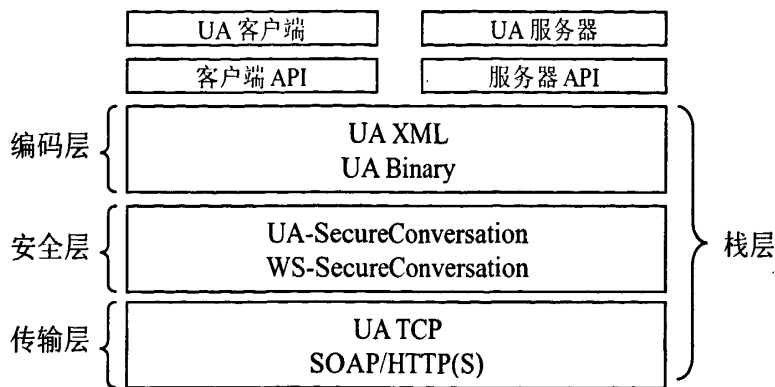 UA 客户端
UA 服务器
客户端 API
服务器 API
编码层
UA XML
UA Binary
安全层
UA-SecureConversation
WS-SecureConversation
栈层
传输层
UA TCP
SOAP/HTTP(S)